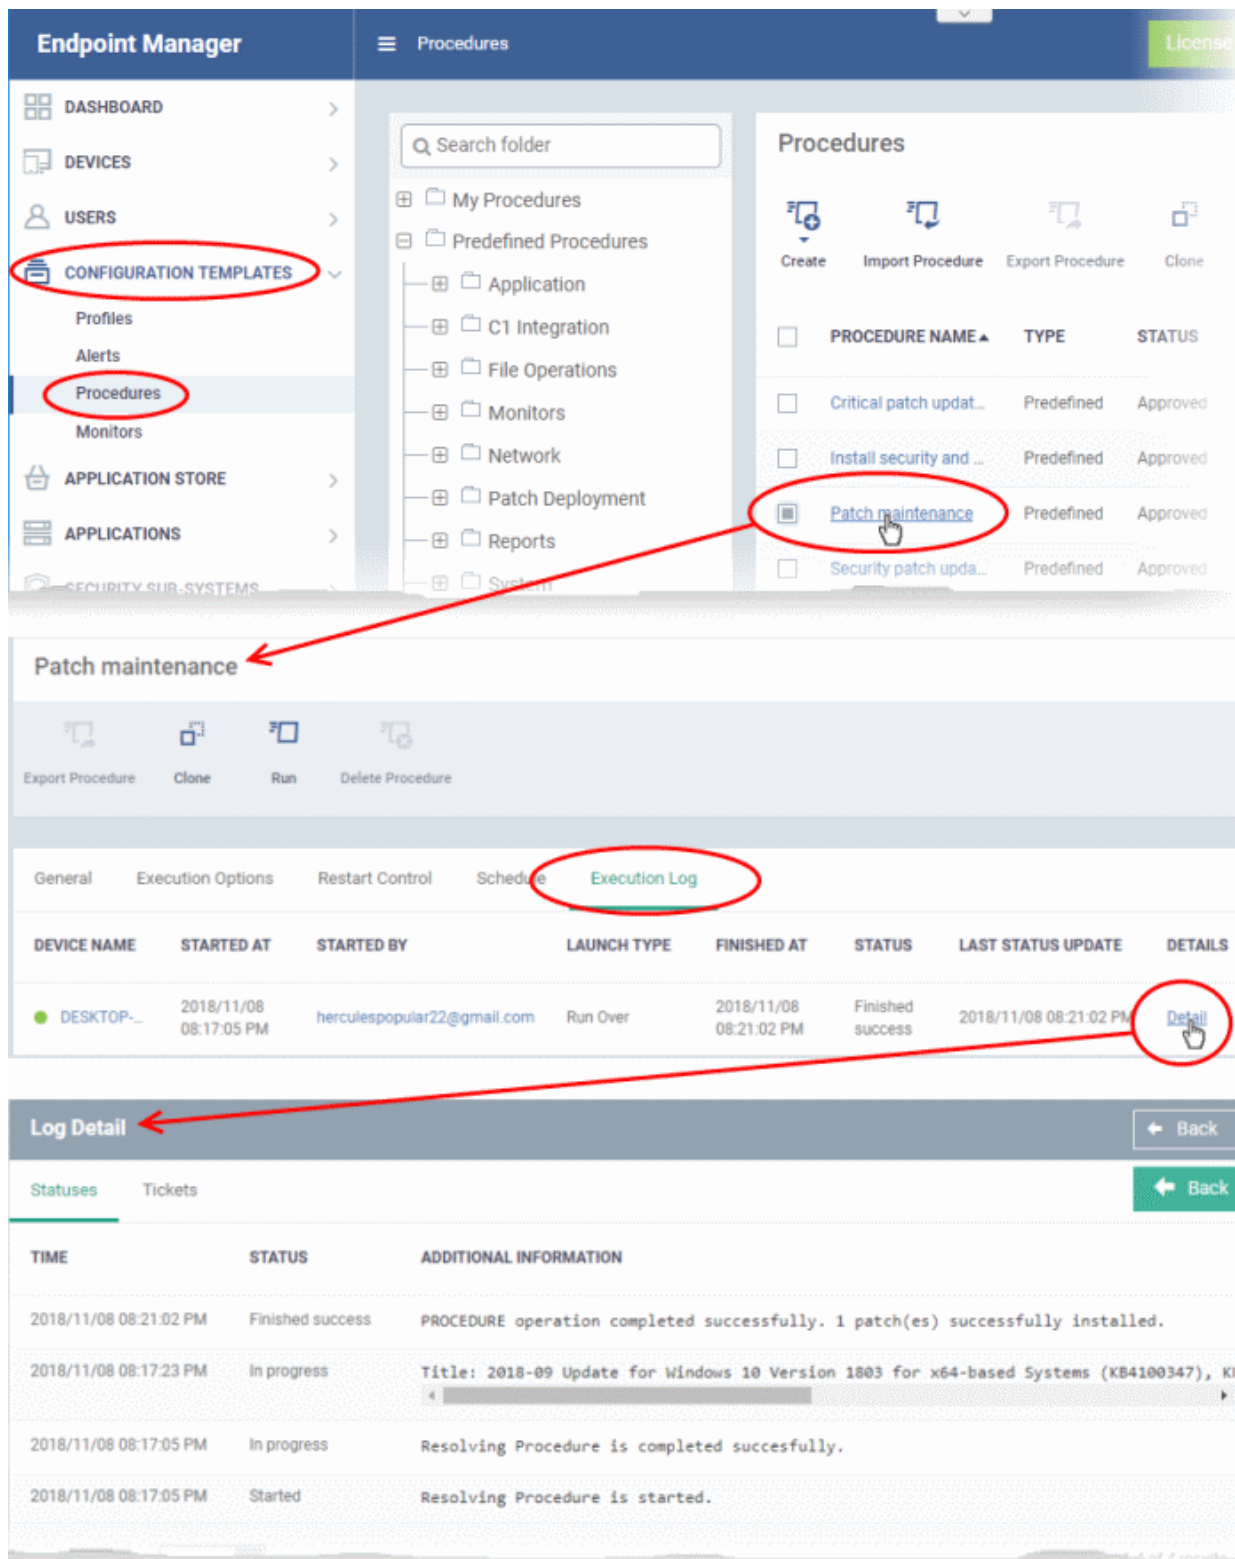 Endpoint Manager
Procedures
License
DASHBOARD
DEVICES
USERS
CONFIGURATION TEMPLATES
Profiles
Alerts
Procedures
Monitors
APPLICATION STORE
APPLICATIONS
SECURITY SUB-SYSTEMS
Search folder
My Procedures
Predefined Procedures
Application
C1 Integration
File Operations
Monitors
Network
Patch Deployment
Reports
System
Procedures
Create Import Procedure Export Procedure Clone
PROCEDURE NAME TYPE STATUS
Critical patch updat... Predefined Approved
Install security and ... Predefined Approved
Patch maintenance Predefined Approved
Security patch upda... Predefined Approved
Patch maintenance
Export Procedure Clone Run Delete Procedure
General Execution Options Restart Control Schedule Execution Log
DEVICE NAME STARTED AT STARTED BY LAUNCH TYPE FINISHED AT STATUS LAST STATUS UPDATE DETAILS
DESKTOP-... 2018/11/08 08:17:05 PM herculespopular22@gmail.com Run Over 2018/11/08 08:21:02 PM Finished success 2018/11/08 08:21:02 PM Detail
Log Detail
Back
Statuses Tickets
Back
TIME STATUS ADDITIONAL INFORMATION
2018/11/08 08:21:02 PM Finished success PROCEDURE operation completed successfully. 1 patch(es) successfully installed.
2018/11/08 08:17:23 PM In progress Title: 2018-09 Update for Windows 10 Version 1803 for x64-based Systems (KB4100347),
2018/11/08 08:17:05 PM In progress Resolving Procedure is completed succesfully.
2018/11/08 08:17:05 PM Started Resolving Procedure is started.